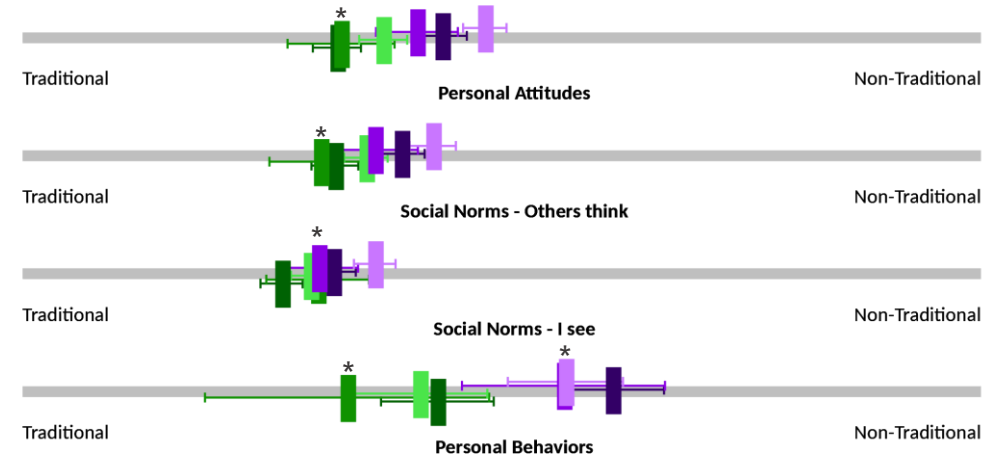 *
Traditional
Non-Traditional
Personal Attitudes
*
Traditional
Non-Traditional
Social Norms - Others think
*
Traditional
Non-Traditional
Social Norms - I see
* *
Traditional
Non-Traditional
Personal Behaviors